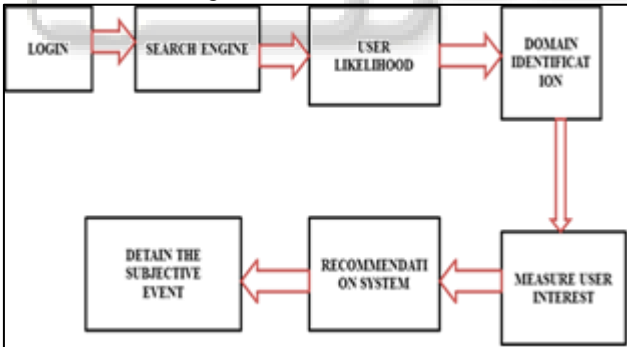 LOGIN
SEARCH ENGINE
USER
LIKELIHOOD
DOMAIN
IDENTIFICAT
ION
MEASURE USER
INTEREST
RECOMMENDATI
ON SYSTEM
DETAIN THE
SUBJECTIVE
EVENT